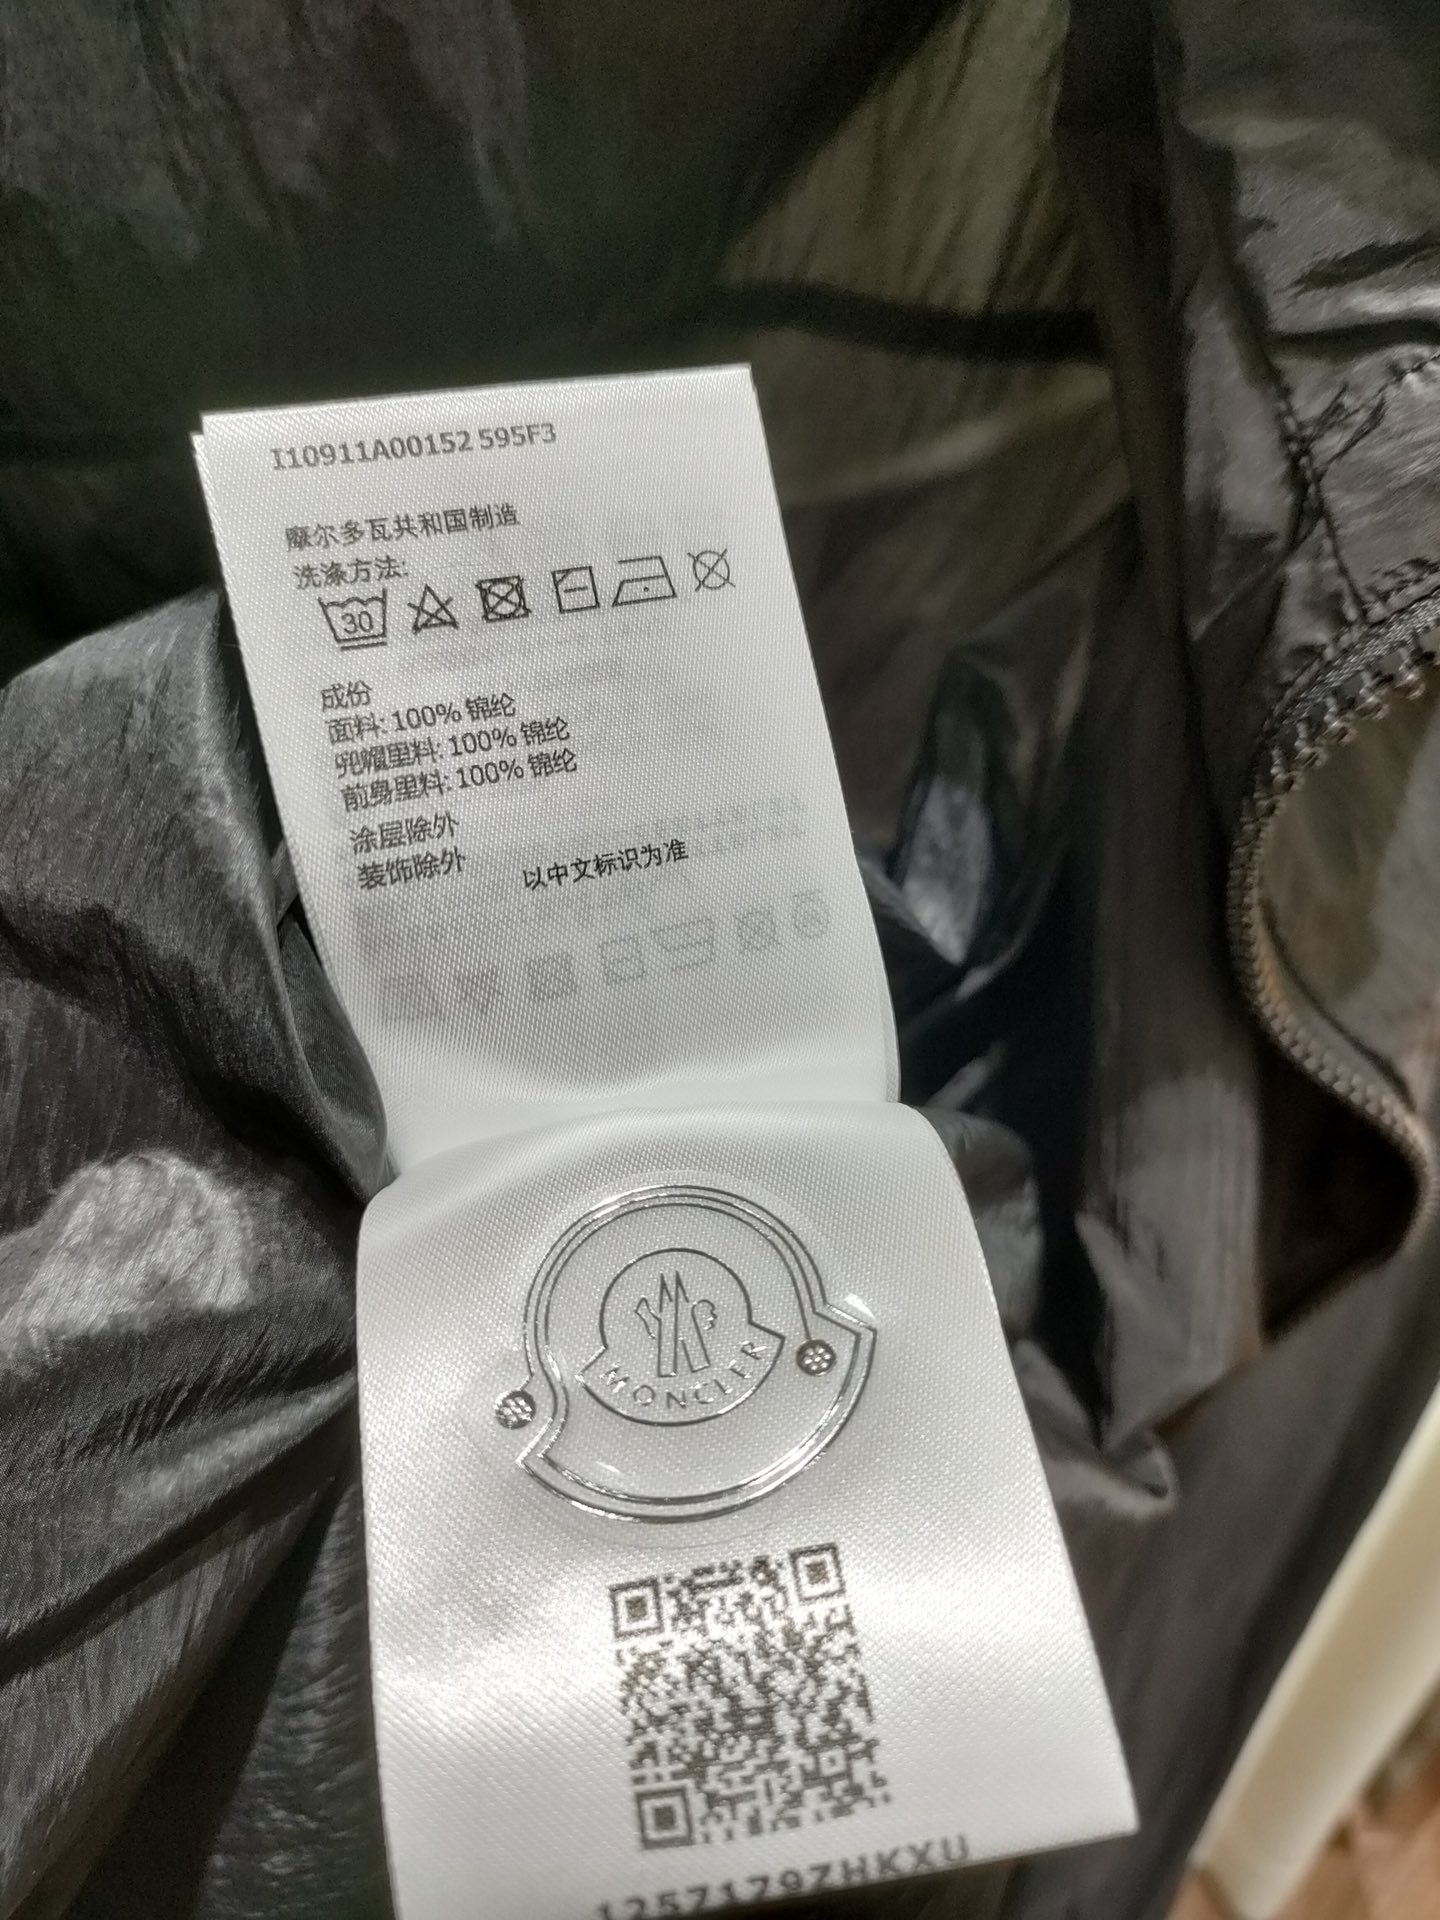 I10911A00152 595F3
摩尔多瓦共和国制造
洗涤方法:
30
成份
面料: 100% 锦纶
兜帽里料: 100% 锦纶
前身里料: 100% 锦纶
涂层除外
装饰除外
以中文标识为准
MONCLER
1257179ZHKXU